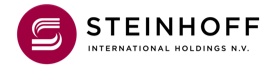 STEINHOFF
INTERNATIONAL HOLDINGS N.V.